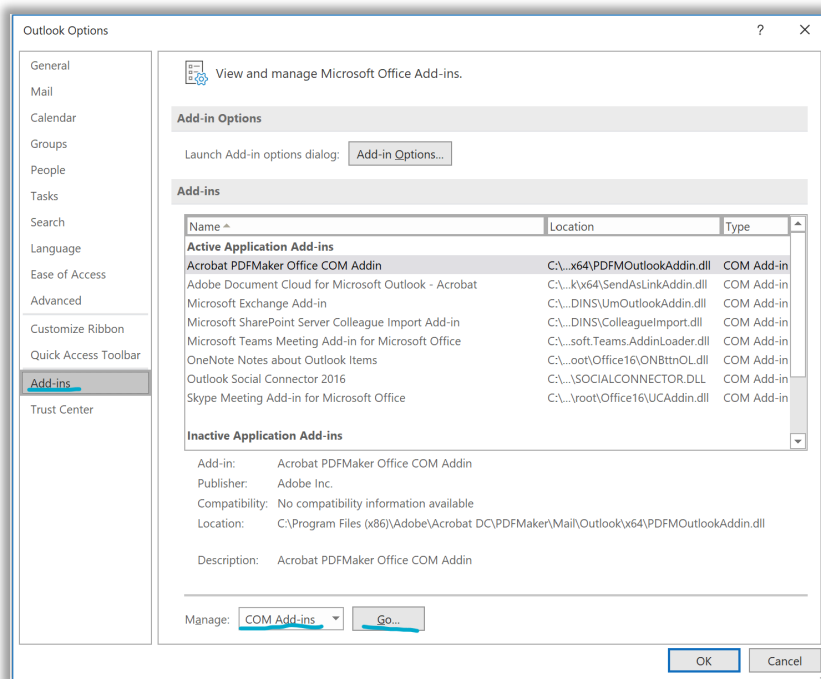 Outlook Options ?
General
Mail
Calendar
Groups
People
Tasks
Search
Language
Ease of Access
Advanced
Customize Ribbon
Quick Access Toolbar
Add-ins
Trust Center
View and manage Microsoft Office Add-ins.
Add-in Options
Launch Add-in options dialog: Add-in Options...
Add-ins
Name Location Type
Active Application Add-ins
Acrobat PDFMaker Office COM Addin C:\...x64\PDFMOutlookAddin.dll COM Add-in
Adobe Document Cloud for Microsoft Outlook - Acrobat C:\...k\x64\SendAsLinkAddin.dll COM Add-in
Microsoft Exchange Add-in C:\...DINS\UmOutlookAddin.dll COM Add-in
Microsoft SharePoint Server Colleague Import Add-in C:\...DINS\ColleagueImport.dll COM Add-in
Microsoft Teams Meeting Add-in for Microsoft Office C:\...soft.Teams.AddinLoader.dll COM Add-in
OneNote Notes about Outlook Items C:\...oot\Office16\ONBttnOL.dll COM Add-in
Outlook Social Connector 2016 C:\...\SOCIALCONNECTOR.DLL COM Add-in
Skype Meeting Add-in for Microsoft Office C:\...\root\Office16\UCAddin.dll COM Add-in
Inactive Application Add-ins
Add-in: Acrobat PDFMaker Office COM Addin
Publisher: Adobe Inc.
Compatibility: No compatibility information available
Location: C:\Program Files (x86)\Adobe\Acrobat DC\PDFMaker\Mail\Outlook\x64\PDFMOutlookAddin.dll
Description: Acrobat PDFMaker Office COM Addin
Manage: COM Add-ins Go...
OK Cancel